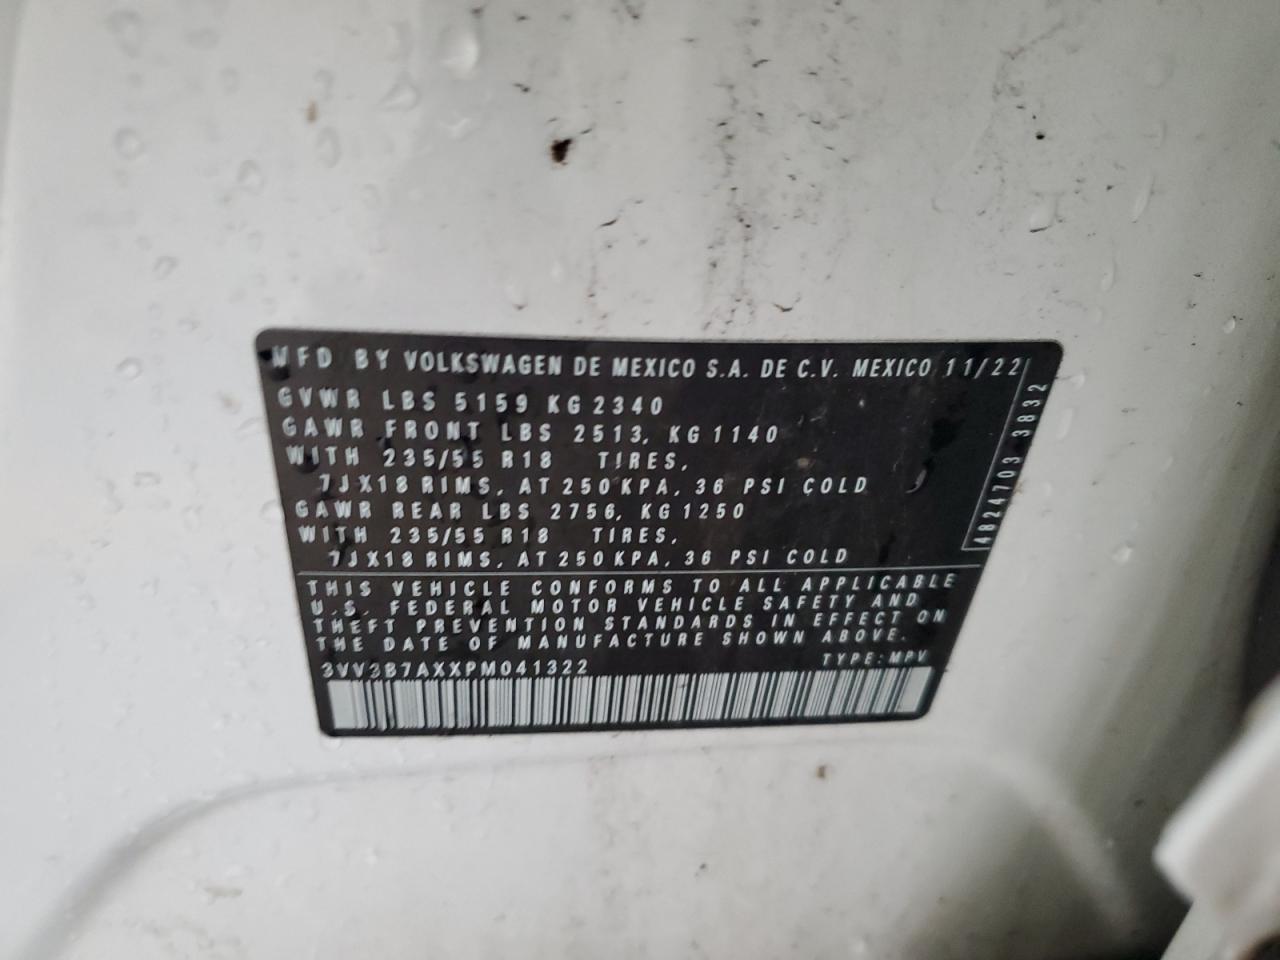 MFD BY VOLKSWAGEN DE MEXICO S.A. DE C.V. MEXICO 11/22
GVWR LBS 5159 KG 2340
GAWR FRONT LBS 2513, KG 1140
WITH 235/55 R18 TIRES,
7JX18 RIMS, AT 250 KPA, 36 PSI COLD
GAWR REAR LBS 2756, KG 1250
WITH 235/55 R18 TIRES,
7JX18 RIMS, AT 250 KPA, 36 PSI COLD
4824703 3832
THIS VEHICLE CONFORMS TO ALL APPLICABLE
U.S. FEDERAL MOTOR VEHICLE SAFETY AND
THEFT PREVENTION STANDARDS IN EFFECT ON
THE DATE OF MANUFACTURE SHOWN ABOVE.
3VV3B7AXXPM041322 TYPE: MPV